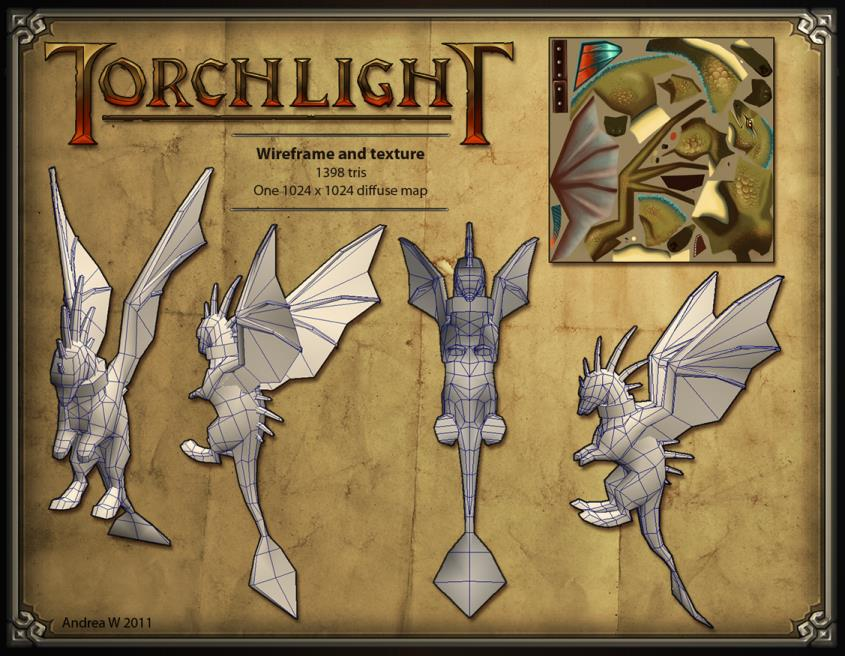 TORCHLIGHT
Wireframe and texture
1398 tris
One 1024 x 1024 diffuse map
Andrea W 2011